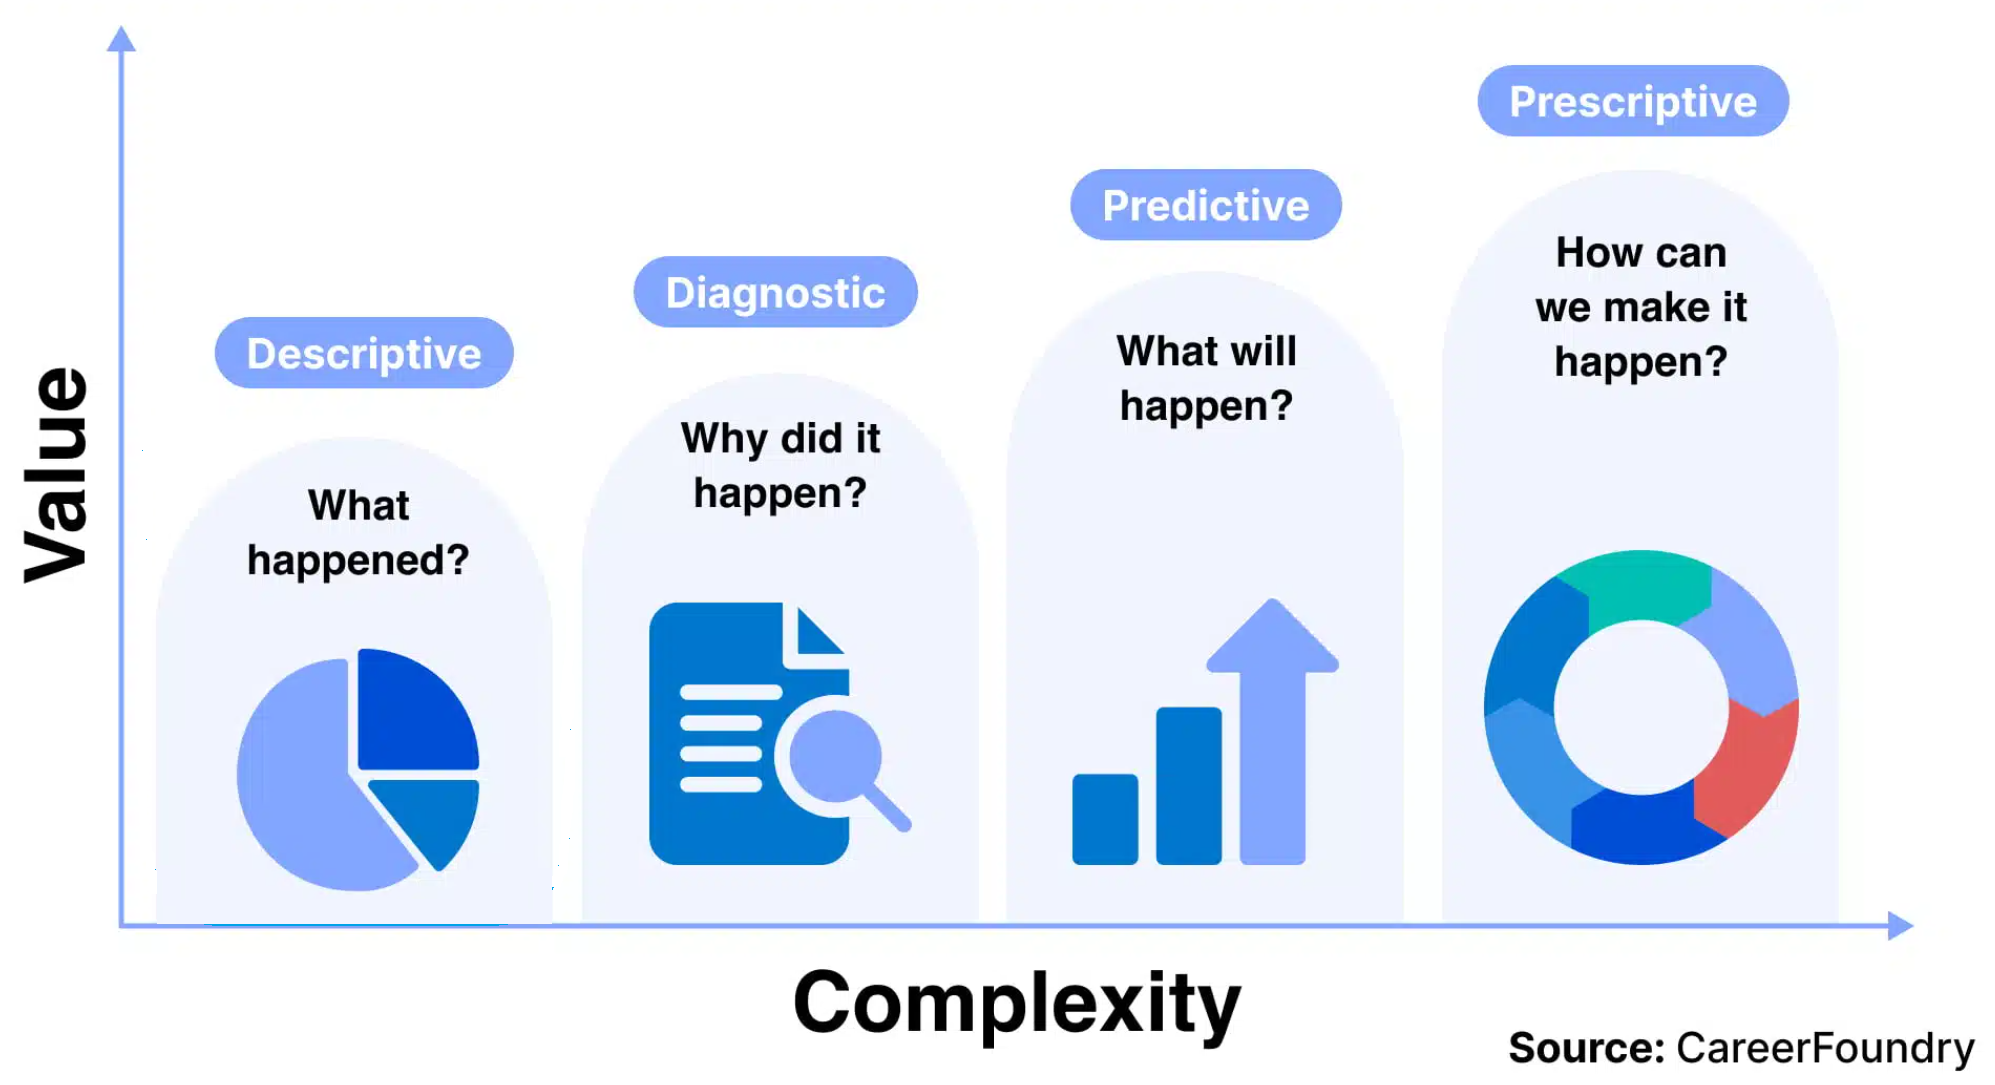 Value
Descriptive
What
happened?
Diagnostic
Why did it
happen?
Predictive
What will
happen?
Prescriptive
How can
we make it
happen?
Complexity
Source: CareerFoundry